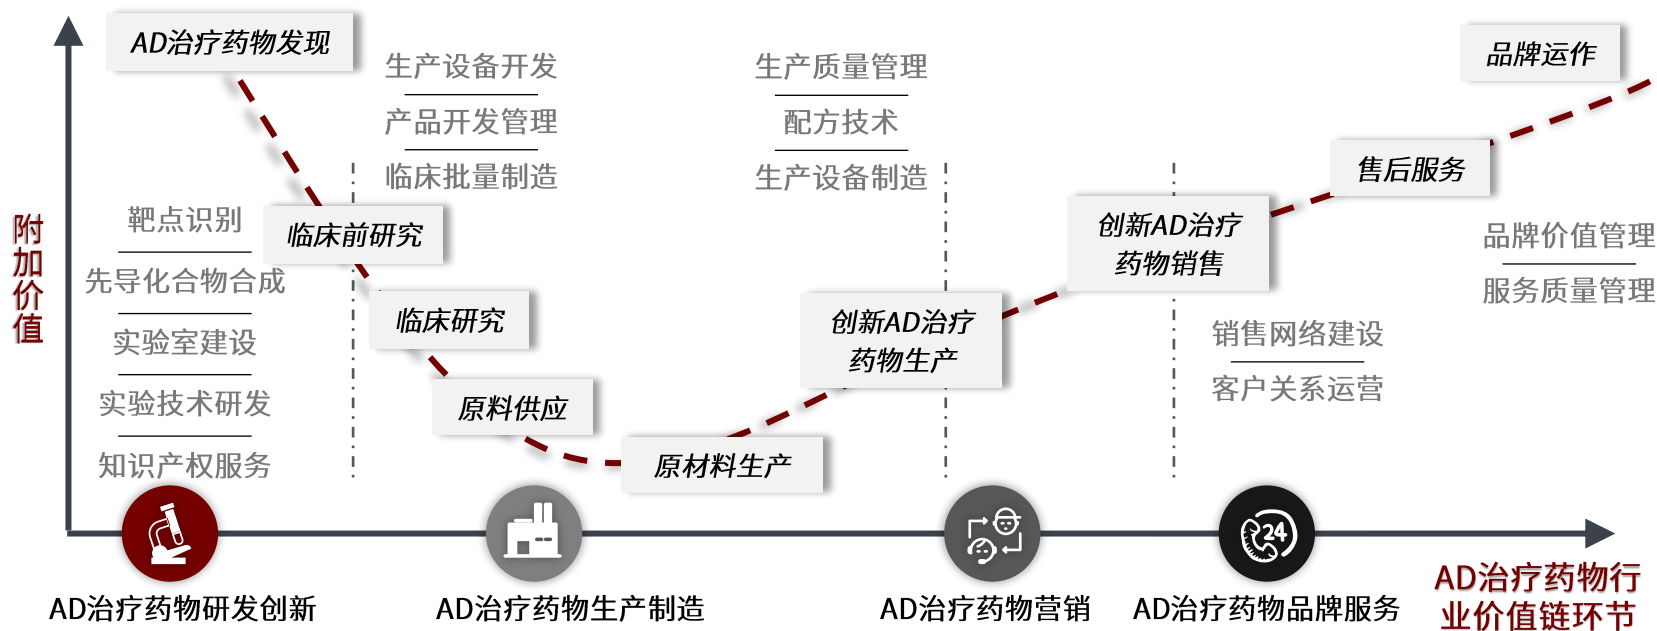 附加价值
AD治疗药物发现
临床前研究
临床研究
原料供应
原材料生产
创新AD治疗
药物生产
创新AD治疗
药物销售
售后服务
品牌运作
靶点识别
先导化合物合成
实验室建设
实验技术研发
知识产权服务
生产设备开发
产品开发管理
临床批量制造
生产质量管理
配方技术
生产设备制造
销售网络建设
客户关系运营
品牌价值管理
服务质量管理
24
AD治疗药物研发创新
AD治疗药物生产制造
AD治疗药物营销
AD治疗药物品牌服务
AD治疗药物行
业价值链环节